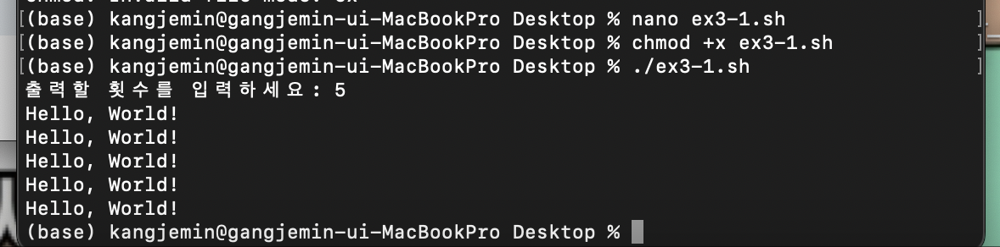 [(base) kangjemin@gangjemin-ui-MacBookPro Desktop % nano ex3-1.sh ]
[(base) kangjemin@gangjemin-ui-MacBookPro Desktop % chmod +x ex3-1.sh ]
[(base) kangjemin@gangjemin-ui-MacBookPro Desktop % ./ex3-1.sh ]
출력할 횟수를 입력하세요: 5
Hello, World!
Hello, World!
Hello, World!
Hello, World!
Hello, World!
(base) kangjemin@gangjemin-ui-MacBookPro Desktop %